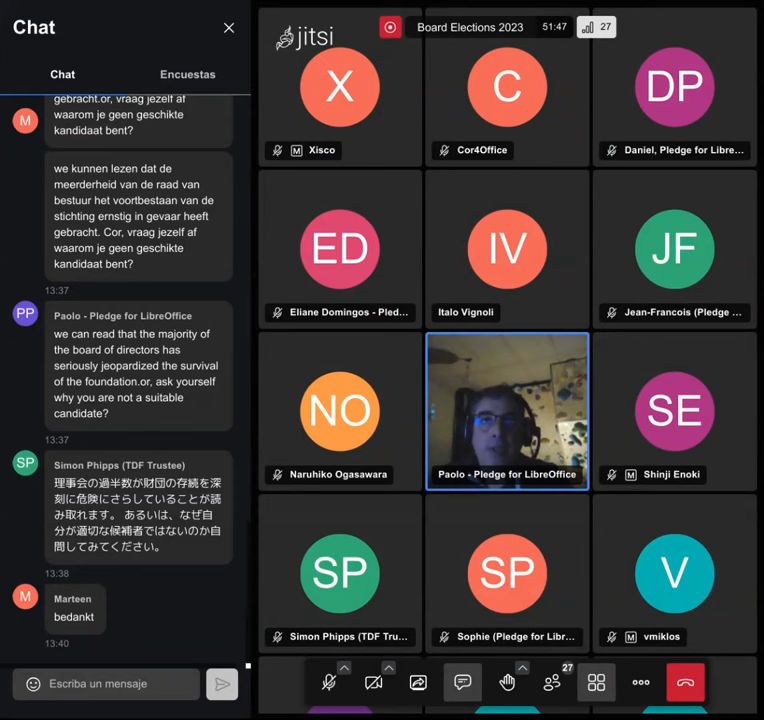 Chat
Chat
Encuestas
gebracht.or, vraag jezelf af
waarom je geen geschikte
kandidaat bent?
M
we kunnen lezen dat de
meerderheid van de raad van
bestuur het voortbestaan van de
stichting ernstig in gevaar heeft
gebracht. Cor, vraag jezelf af
waarom je geen geschikte
kandidaat bent?
13:37
PP
Paolo - Pledge for LibreOffice
we can read that the majority of
the board of directors has
seriously jeopardized the survival
of the foundation.or, ask yourself
why you are not a suitable
candidate?
13:37
SP
Simon Phipps (TDF Trustee)
理事会の過半数が財団の存続を深
刻に危険にさらしていることが読
み取れます。 あるいは、なぜ自
分が適切な候補者ではないのか自
問してみてください。
13:38
M
Marteen
bedankt
13:40
Escriba un mensaje
jitsi
Board Elections 2023
51:47
27
X
M
Xisco
C
Cor4Office
DP
Daniel, Pledge for Libre...
ED
Eliane Domingos - Pled...
IV
Italo Vignoli
JF
Jean-Francois (Pledge ...
NO
Naruhiko Ogasawara
Paolo - Pledge for LibreOffice
SE
M
Shinji Enoki
SP
Simon Phipps (TDF Tru...
SP
Sophie (Pledge for Libr...
V
M
vmiklos
27